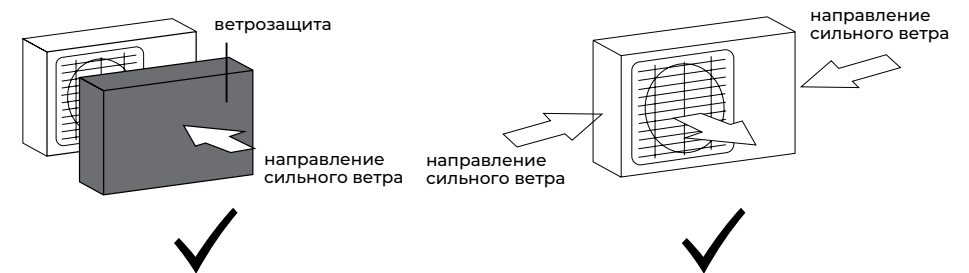 ветрозащита
направление
сильного ветра
направление
сильного ветра
направление
сильного ветра